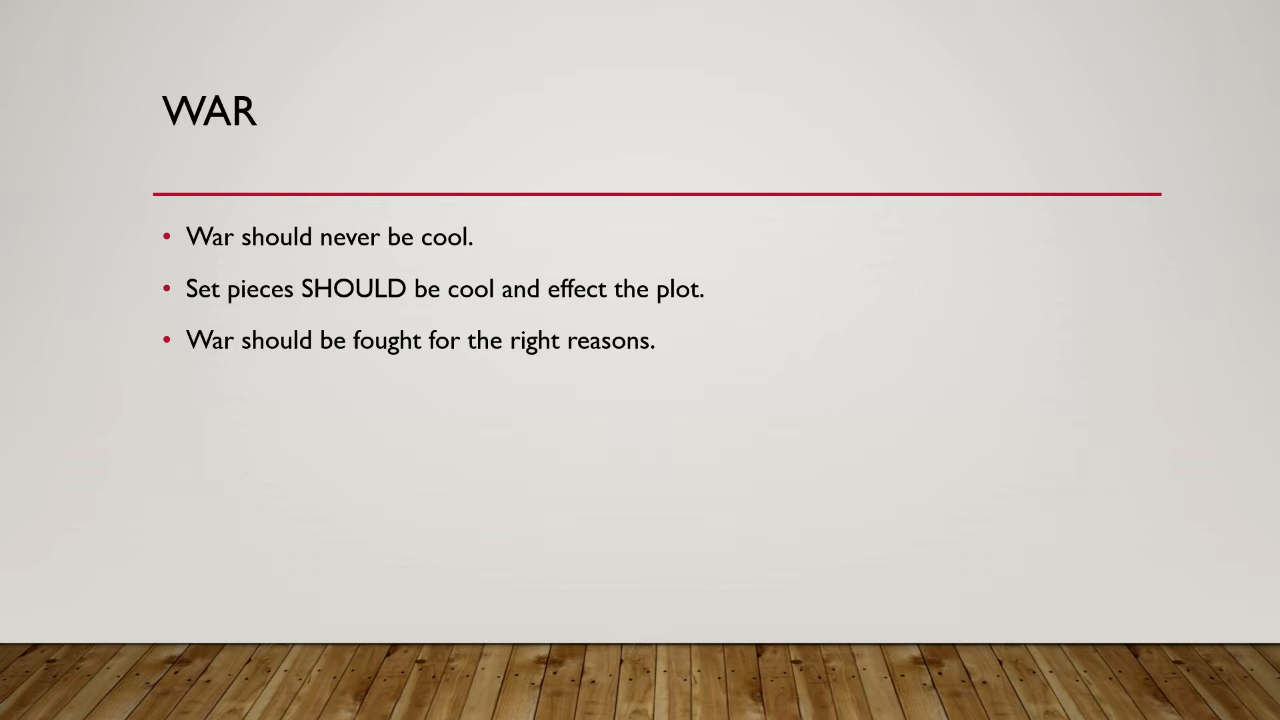 WAR
• War should never be cool.
• Set pieces SHOULD be cool and effect the plot.
• War should be fought for the right reasons.